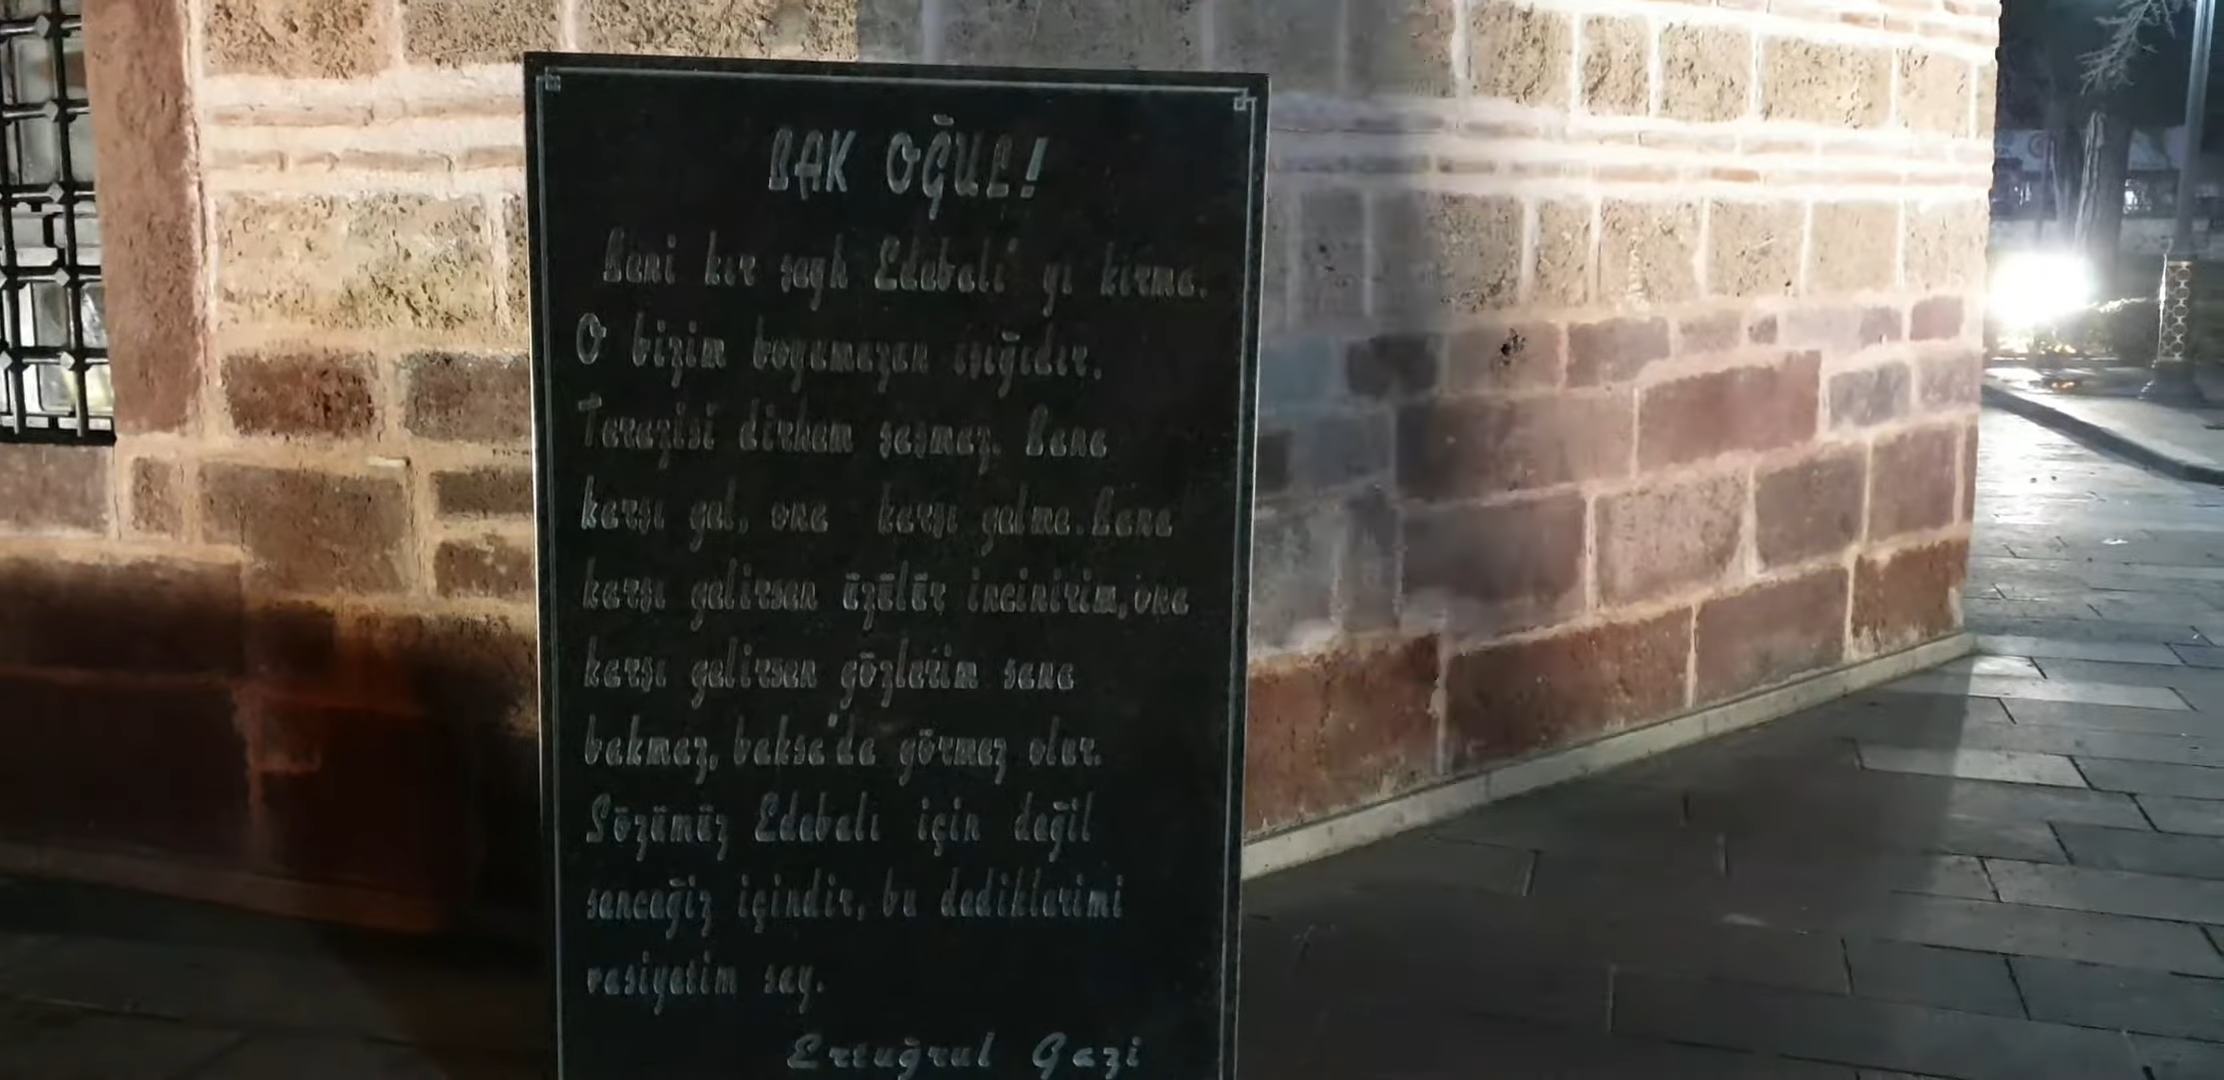 BAK OĞUL!
Beni kır şeyh Edebali' yi kırma.
O bizim boyumuzun ışığıdır.
Terazisi dirhem şaşmaz. Bana
karşı gel, ona karşı gelme. Bana
karşı gelirsen üzülür incinirim, ona
karşı gelirsen gözlerim sana
bakmaz, baksa'da görmez olur.
Sözümüz Edebalı için değil
sancağız içindir, bu dediklerimi
vasiyetim say.
Ertuğrul Gazi